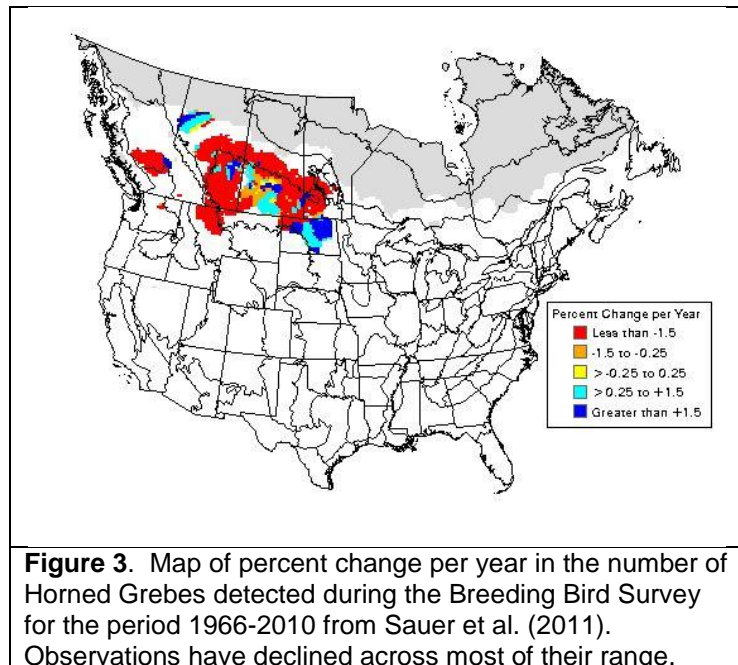 Percent Change per Year
Less than -1.5
-1.5 to -0.25
>-0.25 to 0.25
>0.25 to +1.5
Greater than +1.5
Figure 3. Map of percent change per year in the number of
Horned Grebes detected during the Breeding Bird Survey
for the period 1966-2010 from Sauer et al. (2011).
Observations have declined across most of their range.